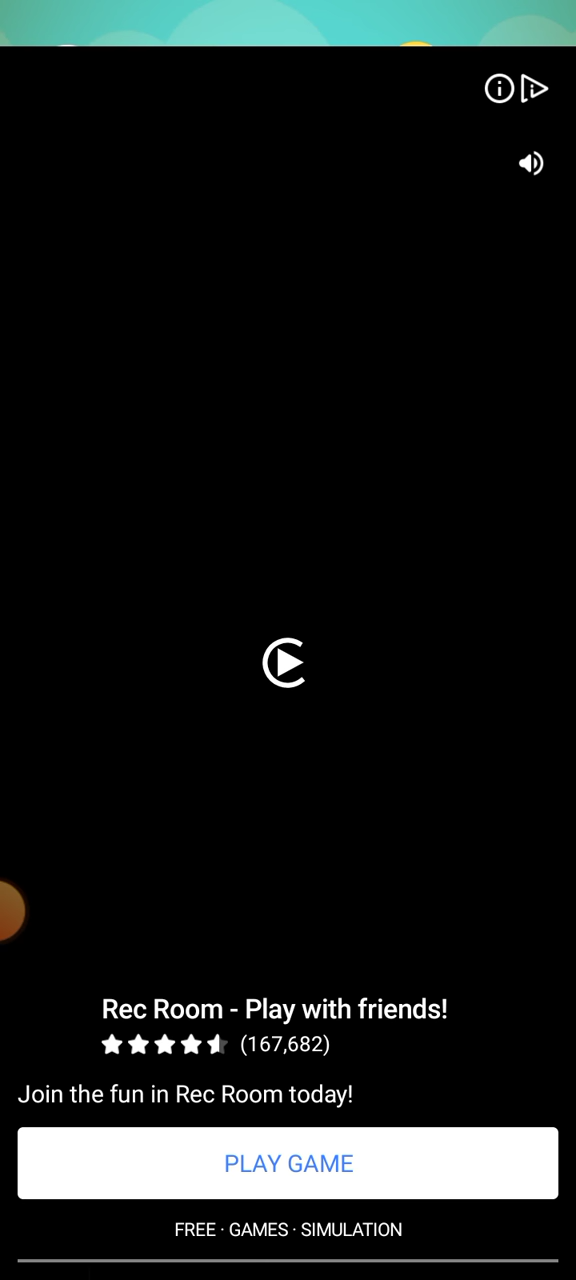 Rec Room - Play with friends!
(167,682)
Join the fun in Rec Room today!
PLAY GAME
FREE · GAMES · SIMULATION